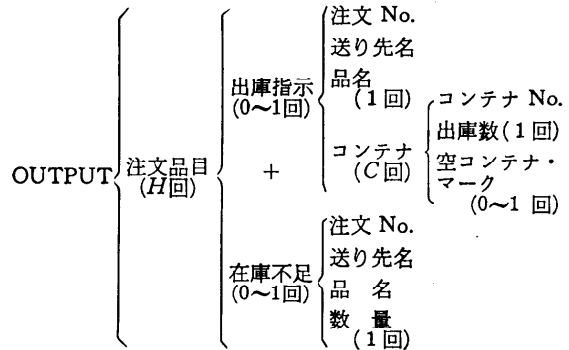 OUTPUT
注文品目
(H回)
出庫指示
(0〜1回)
+
在庫不足
(0〜1回)
注文 No.
送り先名
品名
(1回)
コンテナ
(C回)
コンテナ No.
出庫数(1回)
空コンテナ・
マーク
(0〜1 回)
注文 No.
送り先名
品 名
数 量
(1回)